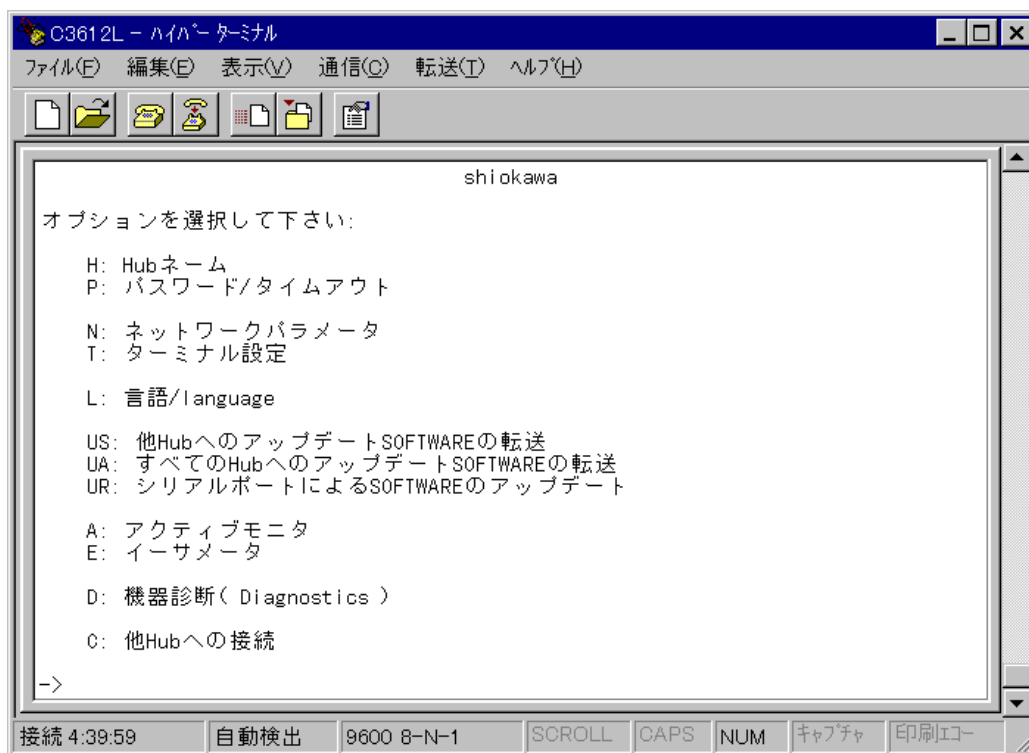 C3612L - ﾊｲﾊﾟｰ ﾀｰﾐﾅﾙ
ﾌｧｲﾙ(F) 編集(E) 表示(V) 通信(C) 転送(T) ﾍﾙﾌﾟ(H)
shiokawa
オプションを選択して下さい:
H: Hubネーム
P: パスワード/タイムアウト
N: ネットワークパラメータ
T: ターミナル設定
L: 言語/language
US: 他HubへのアップデートSOFTWAREの転送
UA: すべてのHubへのアップデートSOFTWAREの転送
UR: シリアルポートによるSOFTWAREのアップデート
A: アクティブモニタ
E: イーサメータ
D: 機器診断( Diagnostics )
C: 他Hubへの接続
->
接続 4:39:59 自動検出 9600 8-N-1 SCROLL CAPS NUM ｷｬﾌﾟﾁｬ 印刷ｴｺｰ